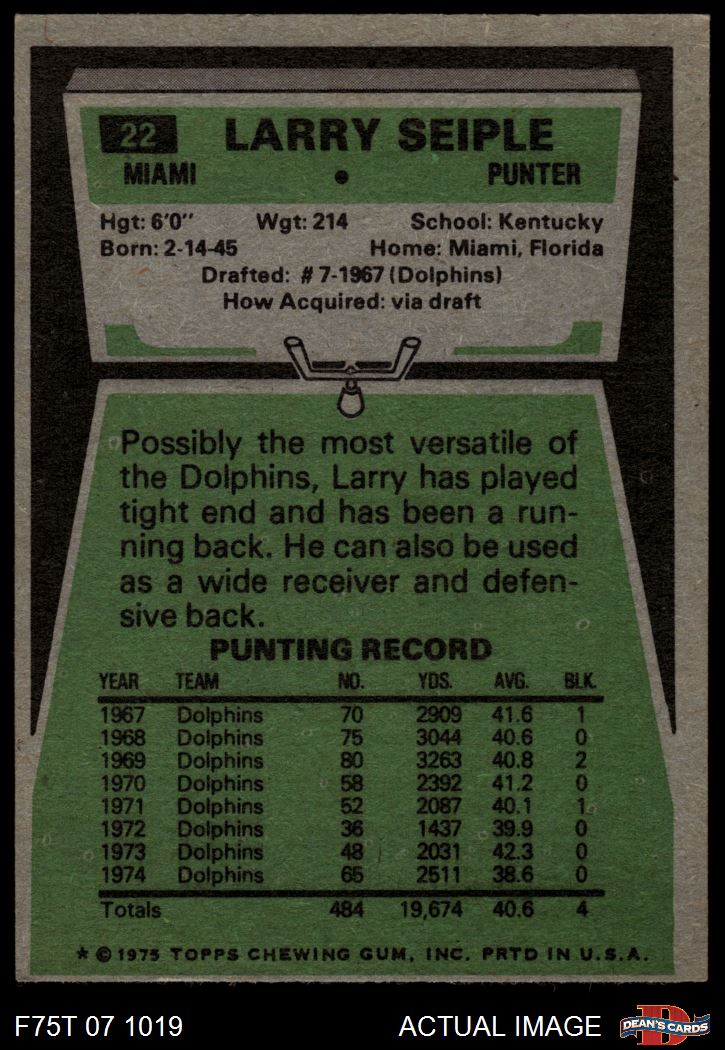 22 LARRY SEIPLE
MIAMI • PUNTER
Hgt: 6'0" Wgt: 214 School: Kentucky
Born: 2-14-45 Home: Miami, Florida
Drafted: #7-1967 (Dolphins)
How Acquired: via draft
Possibly the most versatile of
the Dolphins, Larry has played
tight end and has been a run-
ning back. He can also be used
as a wide receiver and defen-
sive back.
PUNTING RECORD
YEAR TEAM NO. YDS. AVG. BLK.
1967 Dolphins 70 2909 41.6 1
1968 Dolphins 75 3044 40.6 0
1969 Dolphins 80 3263 40.8 2
1970 Dolphins 58 2392 41.2 0
1971 Dolphins 52 2087 40.1 1
1972 Dolphins 36 1437 39.9 0
1973 Dolphins 48 2031 42.3 0
1974 Dolphins 65 2511 38.6 0
Totals 484 19,674 40.6 4
* © 1975 TOPPS CHEWING GUM, INC. PRTD IN U.S.A.
F75T 07 1019 ACTUAL IMAGE D DEAN'S CARDS